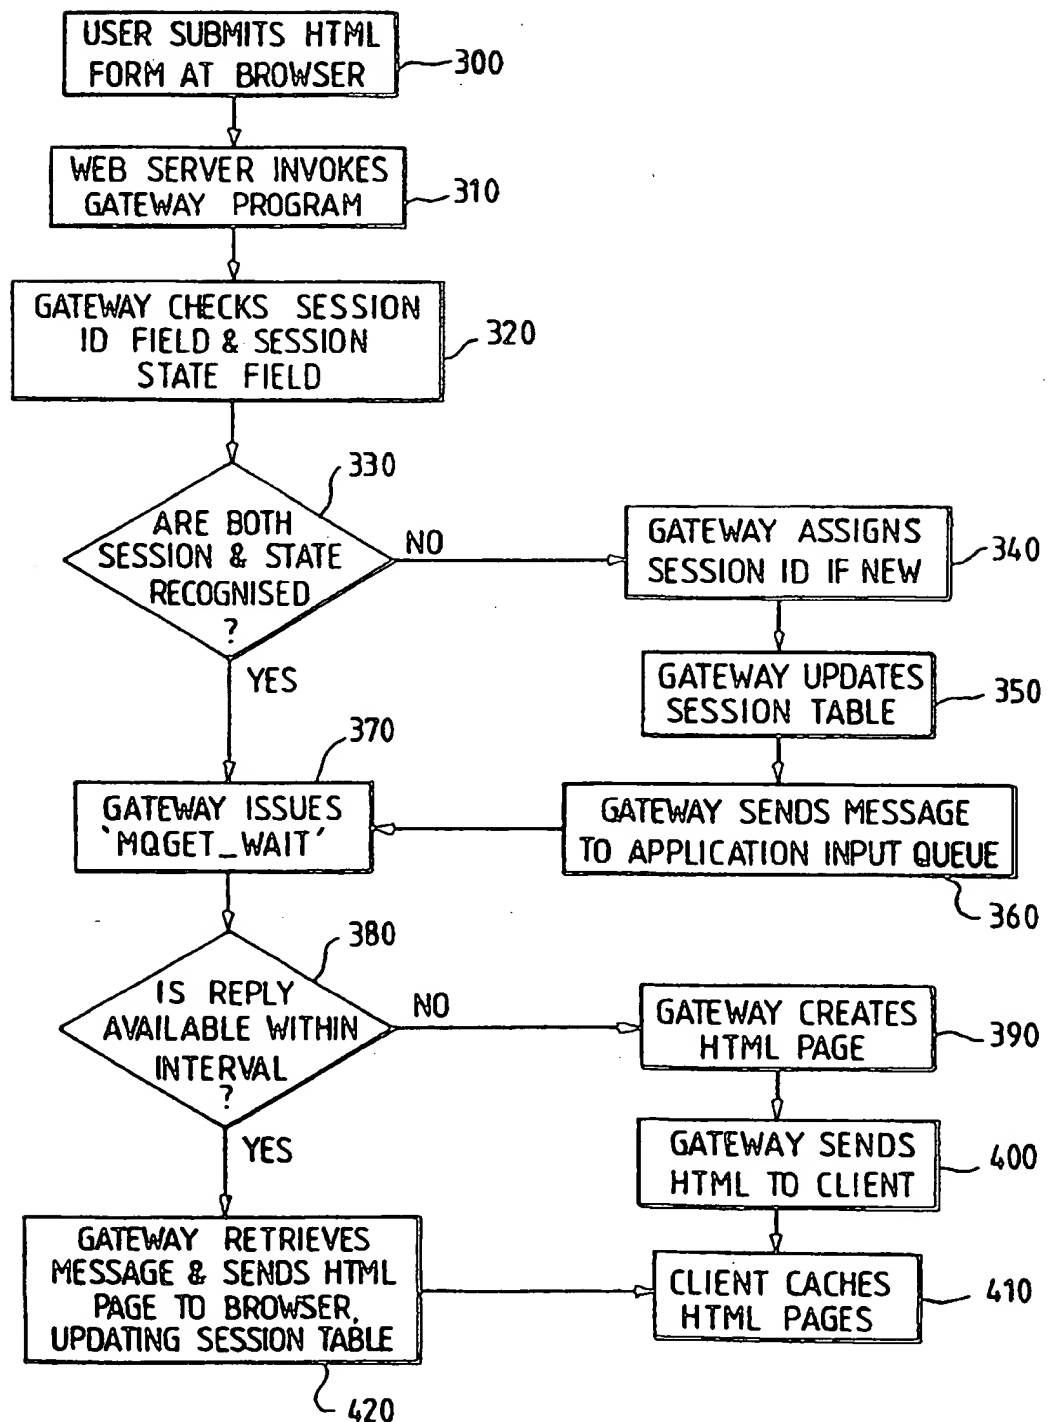 USER SUBMITS HTML
FORM AT BROWSER
300
WEB SERVER INVOKES
GATEWAY PROGRAM
310
GATEWAY CHECKS SESSION
ID FIELD & SESSION
STATE FIELD
320
330
ARE BOTH
SESSION & STATE
RECOGNISED
?
NO
YES
GATEWAY ASSIGNS
SESSION ID IF NEW
340
GATEWAY UPDATES
SESSION TABLE
350
GATEWAY SENDS MESSAGE
TO APPLICATION INPUT QUEUE
360
370
GATEWAY ISSUES
'MQGET_WAIT'
380
IS REPLY
AVAILABLE WITHIN
INTERVAL
?
NO
YES
GATEWAY CREATES
HTML PAGE
390
GATEWAY SENDS
HTML TO CLIENT
400
CLIENT CACHES
HTML PAGES
410
GATEWAY RETRIEVES
MESSAGE & SENDS HTML
PAGE TO BROWSER,
UPDATING SESSION TABLE
420